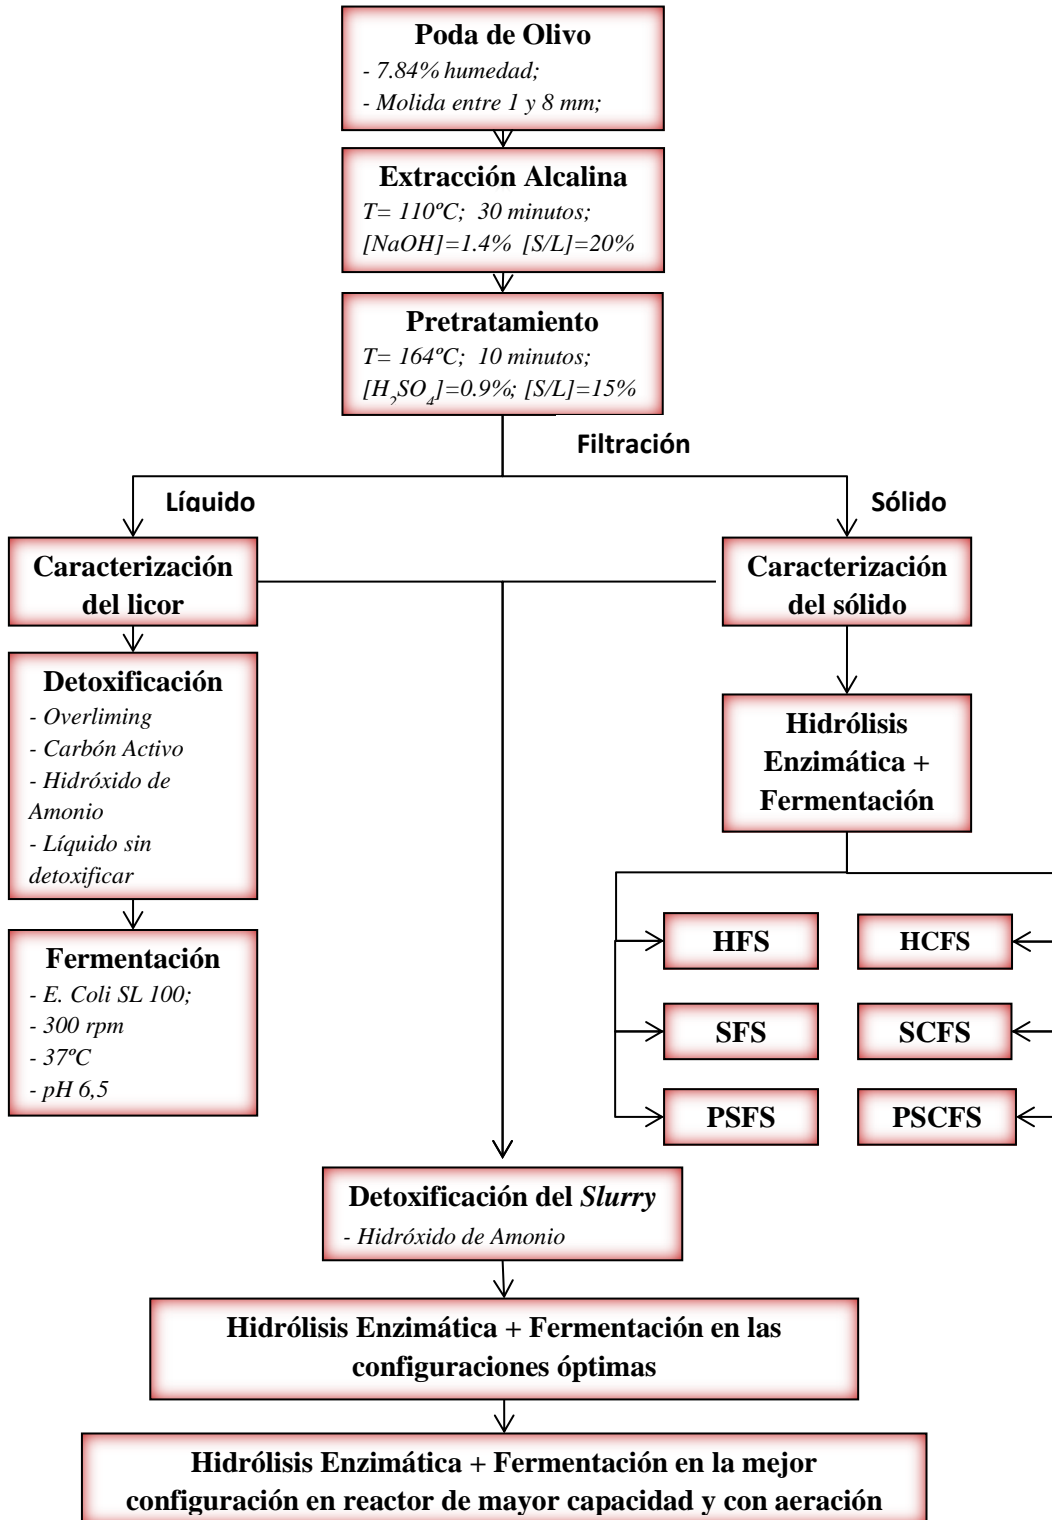 Poda de Olivo
- 7.84% humedad;
- Molida entre 1 y 8 mm;
Extracción Alcalina
T= 110ºC; 30 minutos;
[NaOH]=1.4% [S/L]=20%
Pretratamiento
T= 164ºC; 10 minutos;
[H2SO4]=0.9%; [S/L]=15%
Filtración
Líquido
Sólido
Caracterización
del licor
Caracterización
del sólido
Detoxificación
- Overliming
- Carbón Activo
- Hidróxido de
Amonio
- Líquido sin
detoxificar
Hidrólisis
Enzimática +
Fermentación
Fermentación
- E. Coli SL 100;
- 300 rpm
- 37ºC
- pH 6,5
HFS
HCFS
SFS
SCFS
PSFS
PSCFS
Detoxificación del Slurry
- Hidróxido de Amonio
Hidrólisis Enzimática + Fermentación en las
configuraciones óptimas
Hidrólisis Enzimática + Fermentación en la mejor
configuración en reactor de mayor capacidad y con aeración